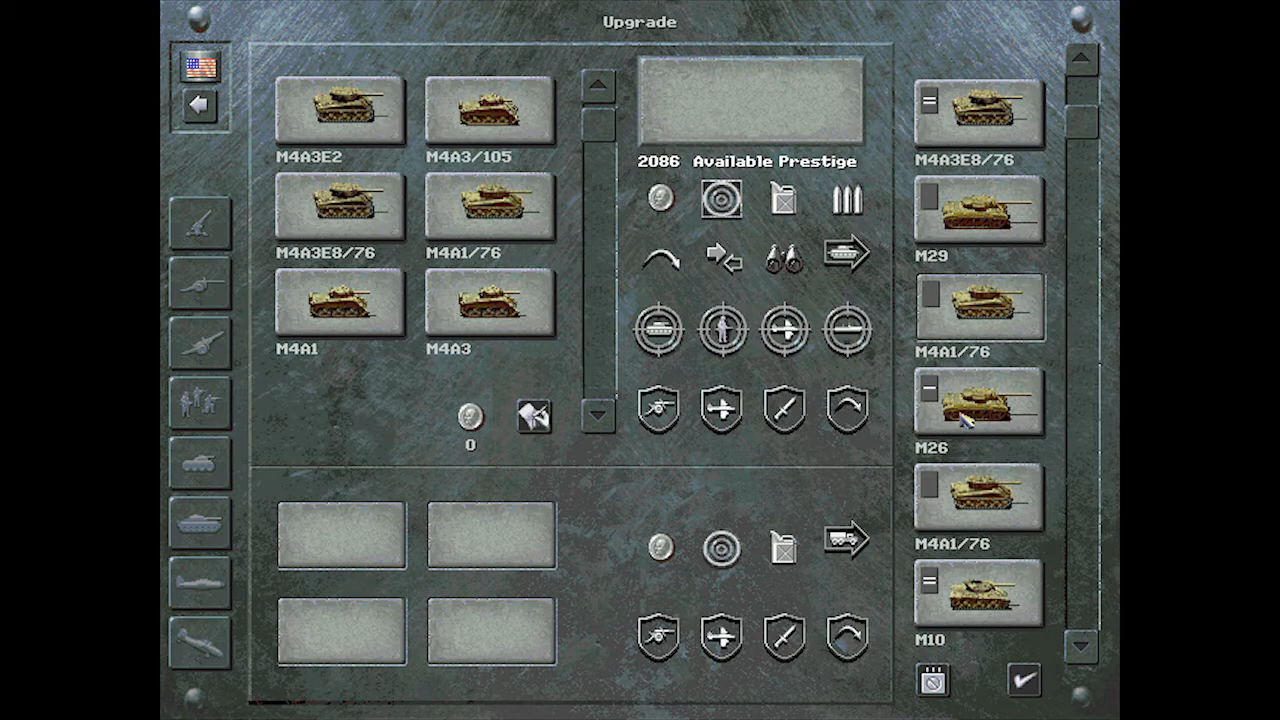 Upgrade
M4A3E2 M4A3/105
2086 Available Prestige
M4A3E8/76
M4A3E8/76 M4A1/76
M29
M4A1 M4A3
M4A1/76
0
M26
M4A1/76
M10